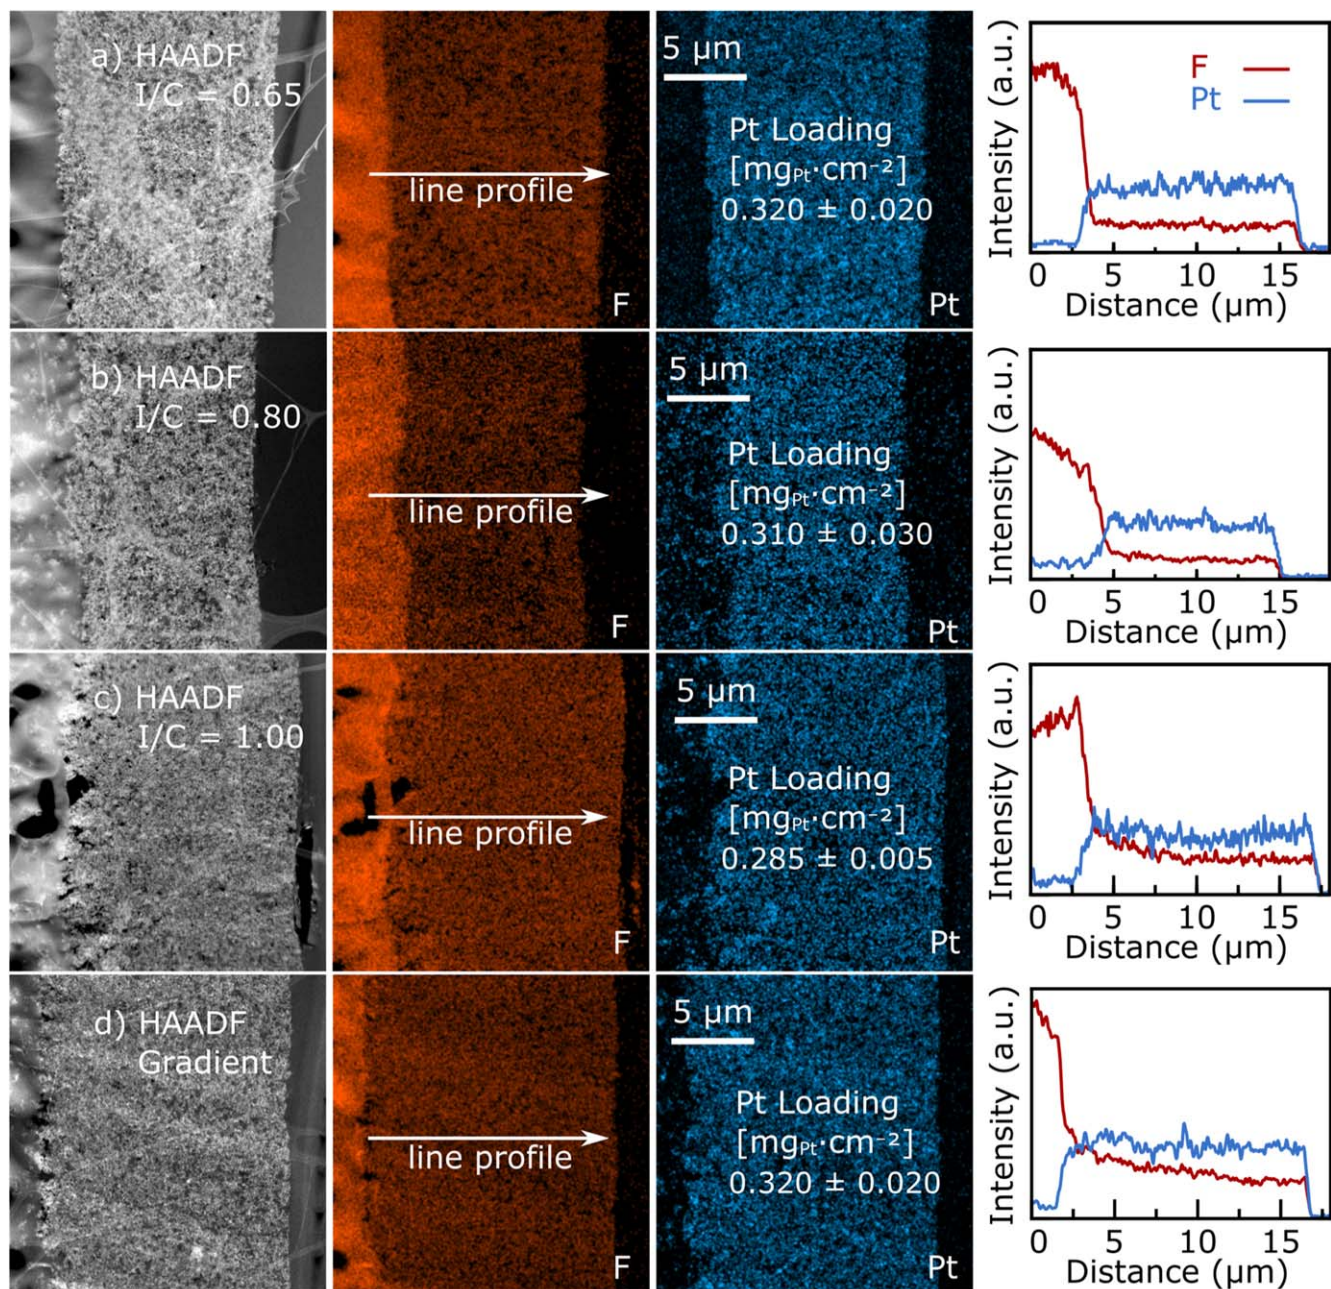 a) HAADF
I/C = 0.65
line profile
F
5 µm
Pt Loading
[mgPt·cm⁻²]
0.320 ± 0.020
Pt
Intensity (a.u.)
F
Pt
0 5 10 15
Distance (µm)
b) HAADF
I/C = 0.80
line profile
F
5 µm
Pt Loading
[mgPt·cm⁻²]
0.310 ± 0.030
Pt
Intensity (a.u.)
0 5 10 15
Distance (µm)
c) HAADF
I/C = 1.00
line profile
F
5 µm
Pt Loading
[mgPt·cm⁻²]
0.285 ± 0.005
Pt
Intensity (a.u.)
0 5 10 15
Distance (µm)
d) HAADF
Gradient
line profile
F
5 µm
Pt Loading
[mgPt·cm⁻²]
0.320 ± 0.020
Pt
Intensity (a.u.)
0 5 10 15
Distance (µm)